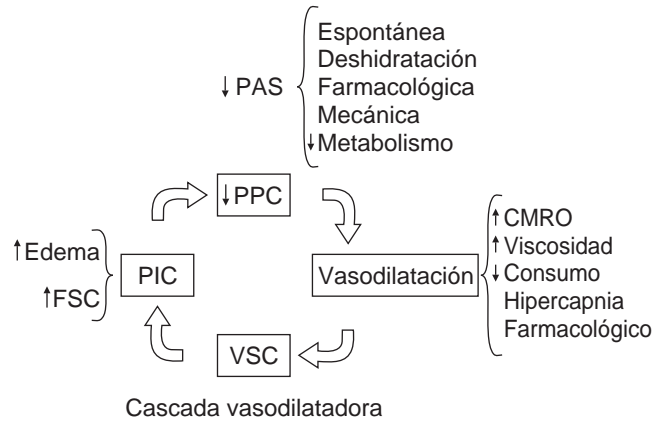 Espontánea
Deshidratación
↓ PAS
Farmacológica
Mecánica
↓Metabolismo
↓PPC
↑Edema
↑FSC
PIC
Vasodilatación
↑CMRO
↑Viscosidad
↓Consumo
Hipercapnia
Farmacológico
VSC
Cascada vasodilatadora